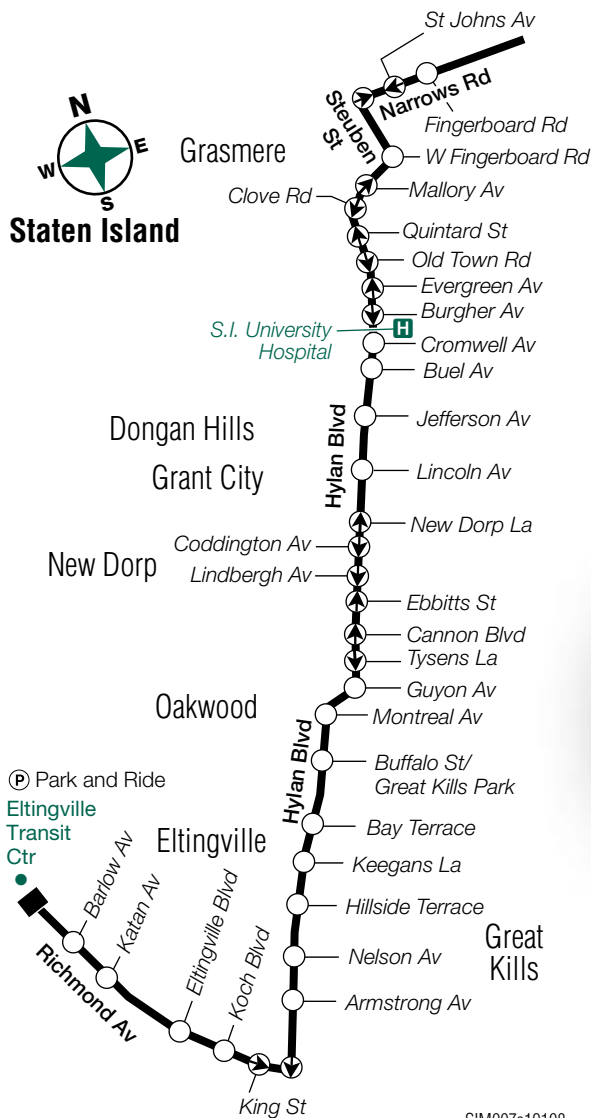 St Johns Av
Narrows Rd
Steuben
St
Fingerboard Rd
N
E
W
S
Staten Island
Grasmere
W Fingerboard Rd
Mallory Av
Clove Rd
Quintard St
Old Town Rd
Evergreen Av
Burgher Av
S.I. University
Hospital
H
Cromwell Av
Buel Av
Dongan Hills
Hylan Blvd
Jefferson Av
Grant City
Lincoln Av
New Dorp La
Coddington Av
New Dorp
Lindbergh Av
Ebbitts St
Cannon Blvd
Tysens La
Guyon Av
Oakwood
Montreal Av
Hylan Blvd
Buffalo St/
Great Kills Park
P Park and Ride
Eltingville
Transit
Ctr
Eltingville
Bay Terrace
Keegans La
Hillside Terrace
Great
Kills
Nelson Av
Armstrong Av
Barlow Av
Katan Av
Eltingville Blvd
Koch Blvd
Richmond Av
King St